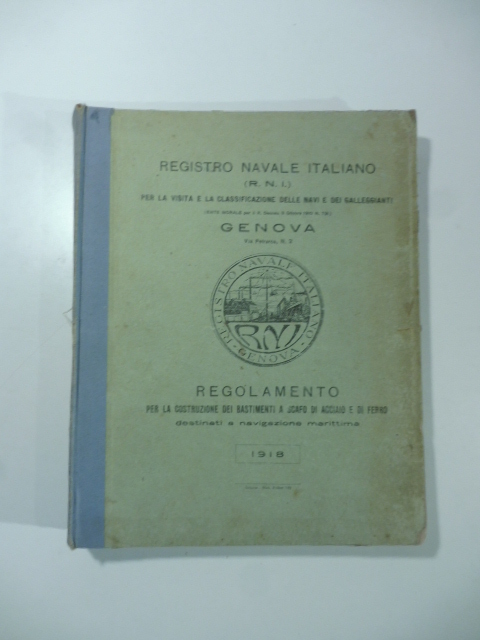 REGISTRO NAVALE ITALIANO
(R. N. I.)
PER LA VISITA E LA CLASSIFICAZIONE DELLE NAVI E DEI GALLEGGIANTI
GENOVA
N. 2
REGISTRO NAVALE ITALIANO
RNI
GENOVA
REGOLAMENTO
PER LA COSTRUZIONE DEI BASTIMENTI A SCAFO DI ACCIAIO E DI FERRO
destinati a navigazione marittima
1918